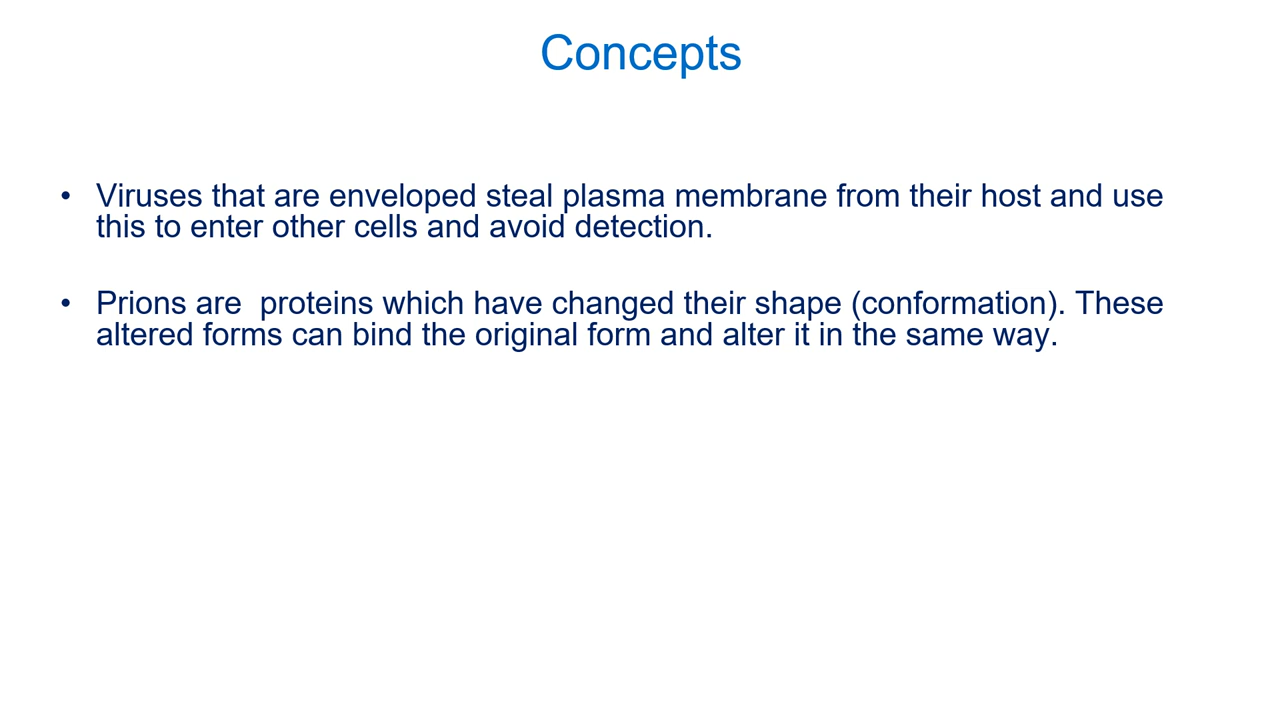 Concepts
• Viruses that are enveloped steal plasma membrane from their host and use
this to enter other cells and avoid detection.
• Prions are  proteins which have changed their shape (conformation). These
altered forms can bind the original form and alter it in the same way.